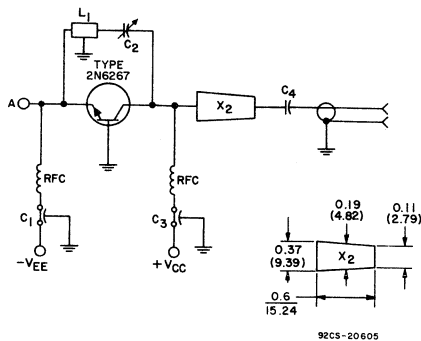 L1
C2
TYPE
2N6267
A
X2
C4
RFC
RFC
C1
C3
-VEE
+VCC
0.19
(4.82)
0.11
(2.79)
0.37
(9.39)
X2
0.6
15.24
92CS-20605